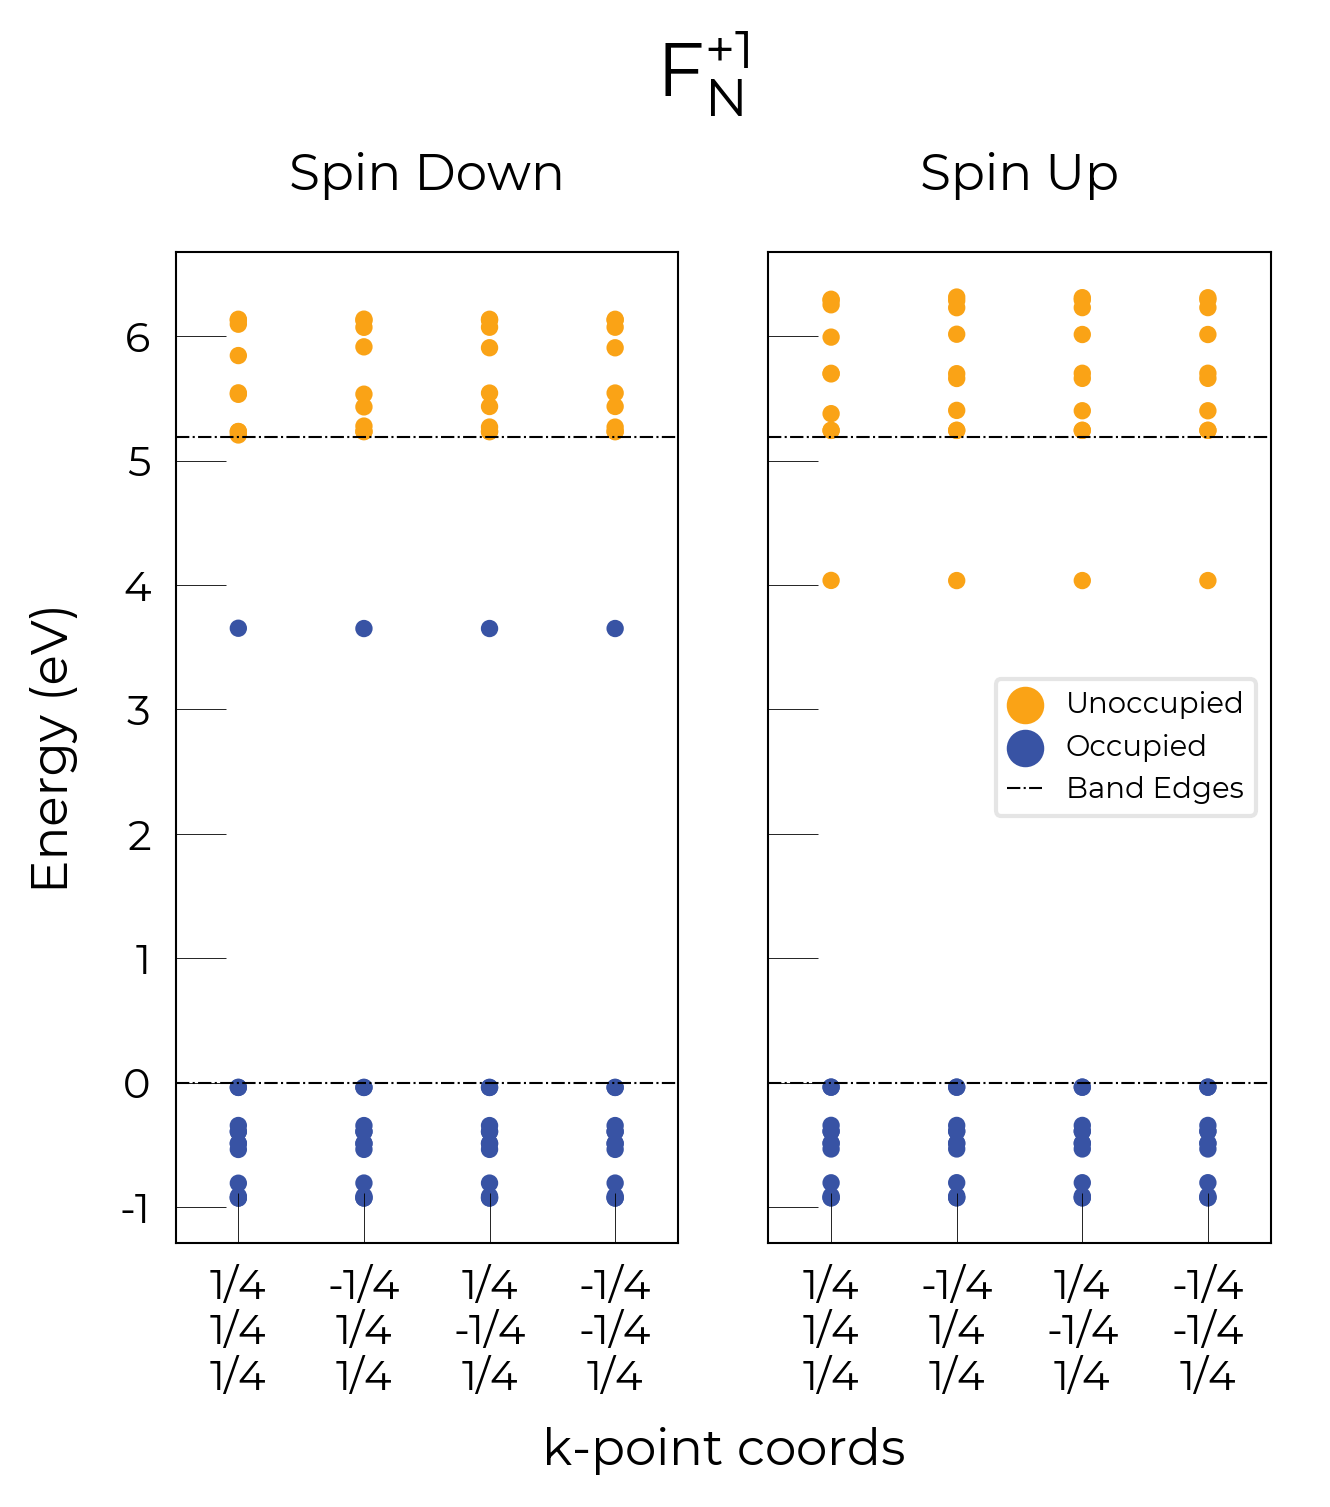 F+1N
Spin Down
Spin Up
Energy (eV)
6
5
4
3
2
1
0
-1
Unoccupied
Occupied
Band Edges
1/4 -1/4 1/4 -1/4 1/4 -1/4 1/4 -1/4
1/4 1/4 -1/4 -1/4 1/4 1/4 -1/4 -1/4
1/4 1/4 1/4 1/4 1/4 1/4 1/4 1/4
k-point coords